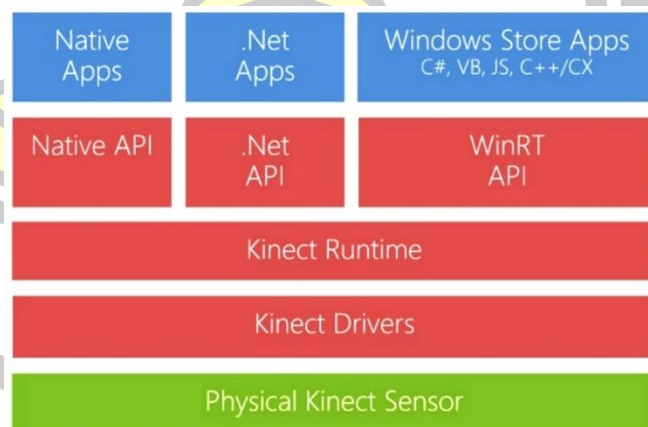 Native
Apps
.Net
Apps
Windows Store Apps
C#, VB, JS, C++/CX
Native API
.Net
API
WinRT
API
Kinect Runtime
Kinect Drivers
Physical Kinect Sensor